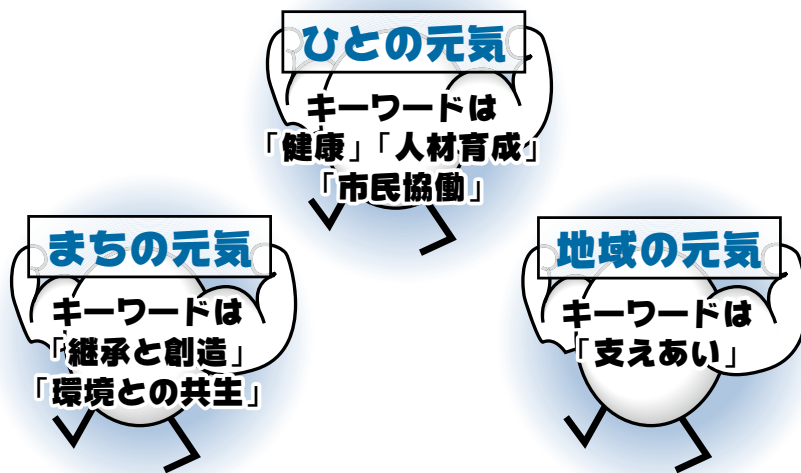 ひとの元気
キーワードは
「健康」「人材育成」
「市民協働」
まちの元気
キーワードは
「継承と創造」
「環境との共生」
地域の元気
キーワードは
「支えあい」